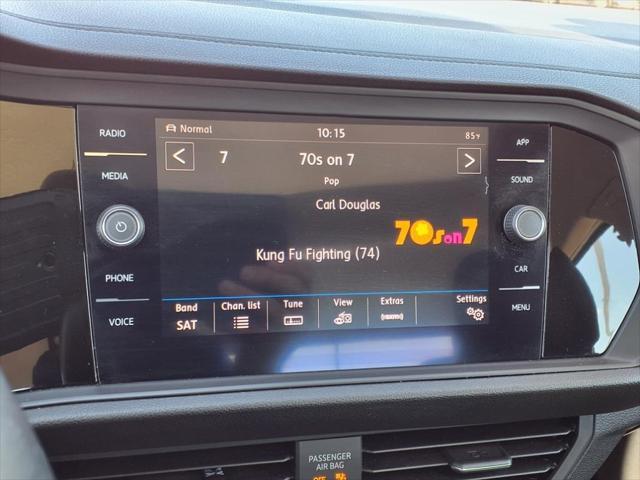 RADIO
MEDIA
PHONE
VOICE
Normal 10:15 85°F
< 7 70s on 7 >
Pop
Carl Douglas
70s on 7
Kung Fu Fighting (74)
Band Chan. list Tune View Extras Settings
SAT
APP
SOUND
CAR
MENU
PASSENGER
AIR BAG
OFF